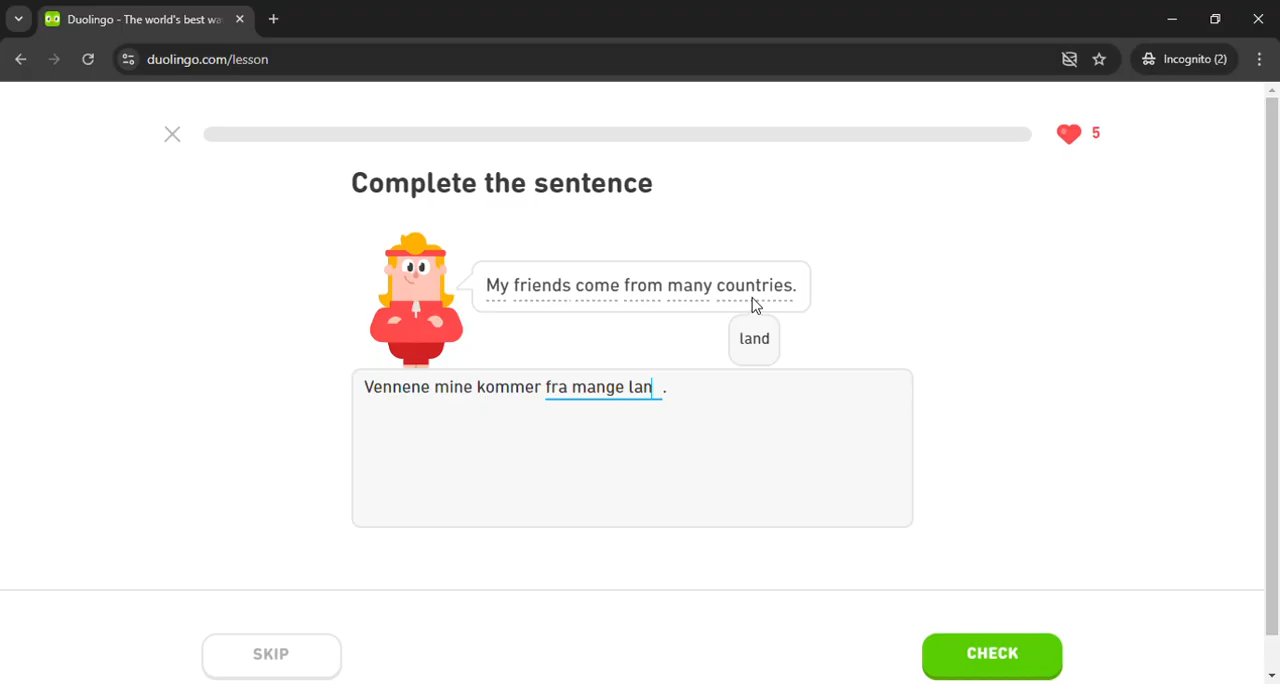 Duolingo - The world's best wa
duolingo.com/lesson
Incognito (2)
5
Complete the sentence
My friends come from many countries.
land
Vennene mine kommer fra mange lan .
SKIP
CHECK